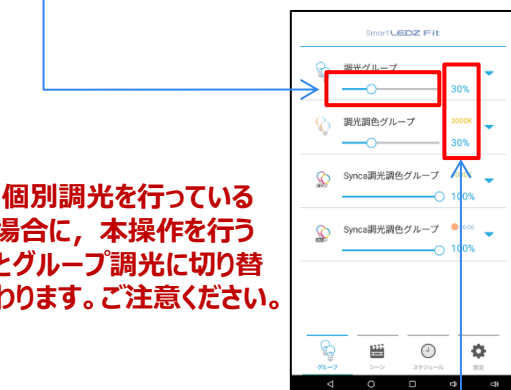 Smart LEDZ Fit
調光グループ
30%
調光調色グループ
3000K
30%
Synca調光調色グループ
100%
Synca調光調色グループ
100%
個別調光を行っている
場合に，本操作を行う
とグループ調光に切り替
わります。ご注意ください。
グループ
シーン
スケジュール
設定